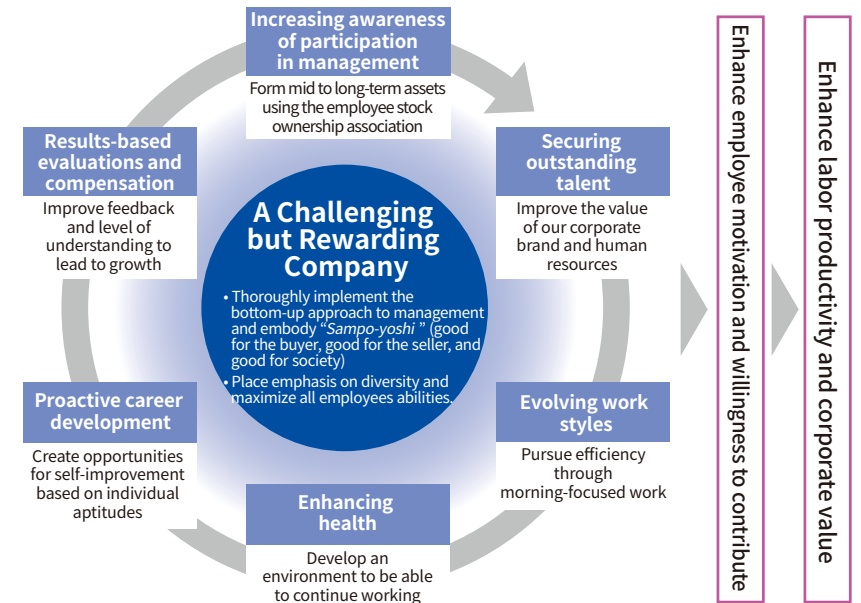 Increasing awareness
of participation
in management
Form mid to long-term assets
using the employee stock
ownership association
Securing
outstanding
talent
Improve the value
of our corporate
brand and human
resources
Evolving work
styles
Pursue efficiency
through
morning-focused work
Enhancing
health
Develop an
environment to be able
to continue working
Proactive career
development
Create opportunities
for self-improvement
based on individual
aptitudes
Results-based
evaluations and
compensation
Improve feedback
and level of
understanding to
lead to growth
A Challenging
but Rewarding
Company
• Thoroughly implement the
bottom-up approach to management
and embody “Sampo-yoshi ” (good
for the buyer, good for the seller, and
good for society)
• Place emphasis on diversity and
maximize all employees abilities.
Enhance employee motivation and willingness to contribute
Enhance labor productivity and corporate value